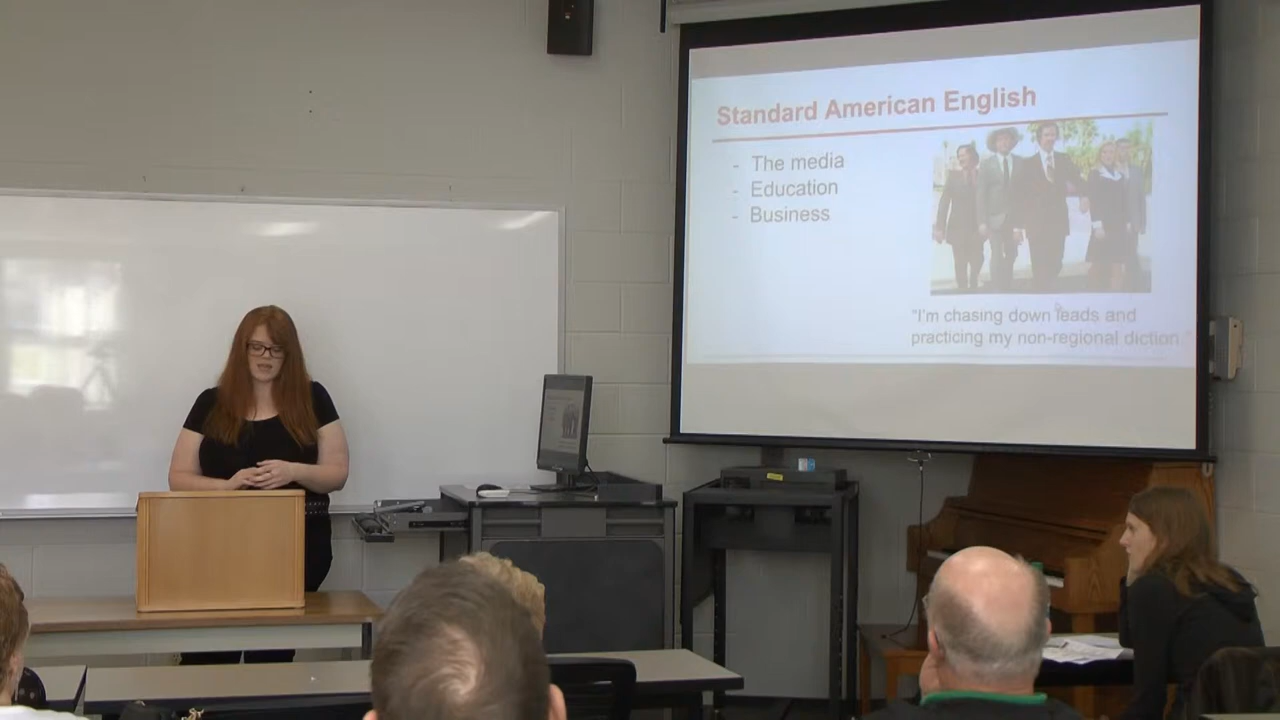 Standard American English
- The media
- Education
- Business
"I'm chasing down leads and
practicing my non-regional diction."